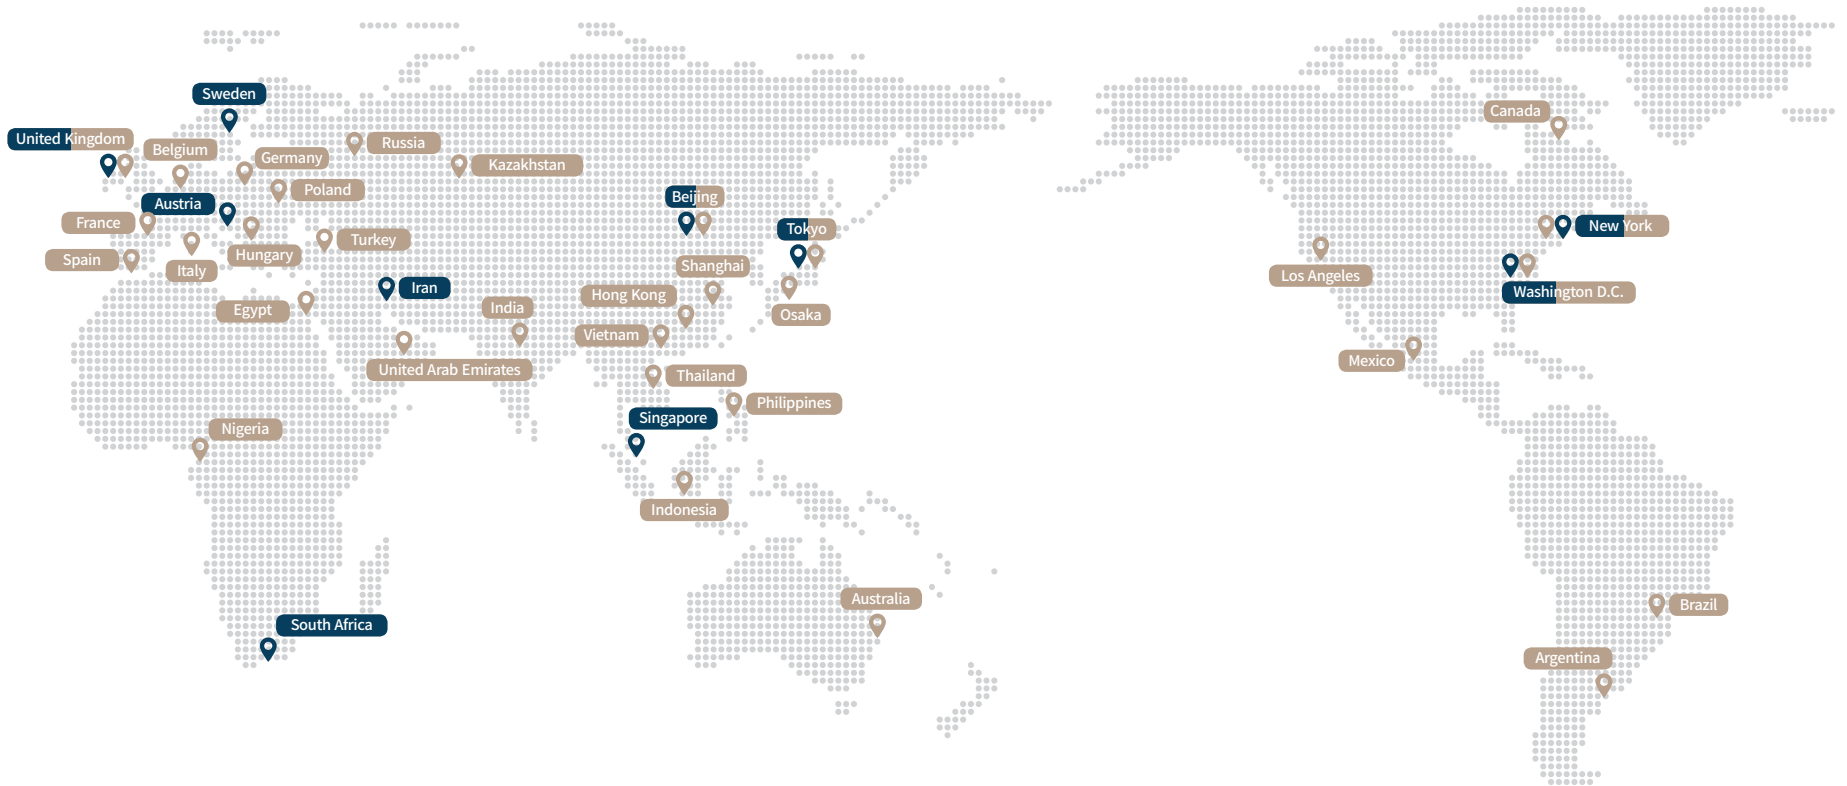 Sweden
Canada
United Kingdom
Belgium
Russia
Germany
Kazakhstan
Poland
Beijing
Austria
France
Tokyo
New York
Turkey
Hungary
Spain
Shanghai
Italy
Los Angeles
Iran
Washington D.C.
Hong Kong
Egypt
India
Osaka
Vietnam
Mexico
United Arab Emirates
Thailand
Philippines
Singapore
Nigeria
Indonesia
Australia
Brazil
South Africa
Argentina